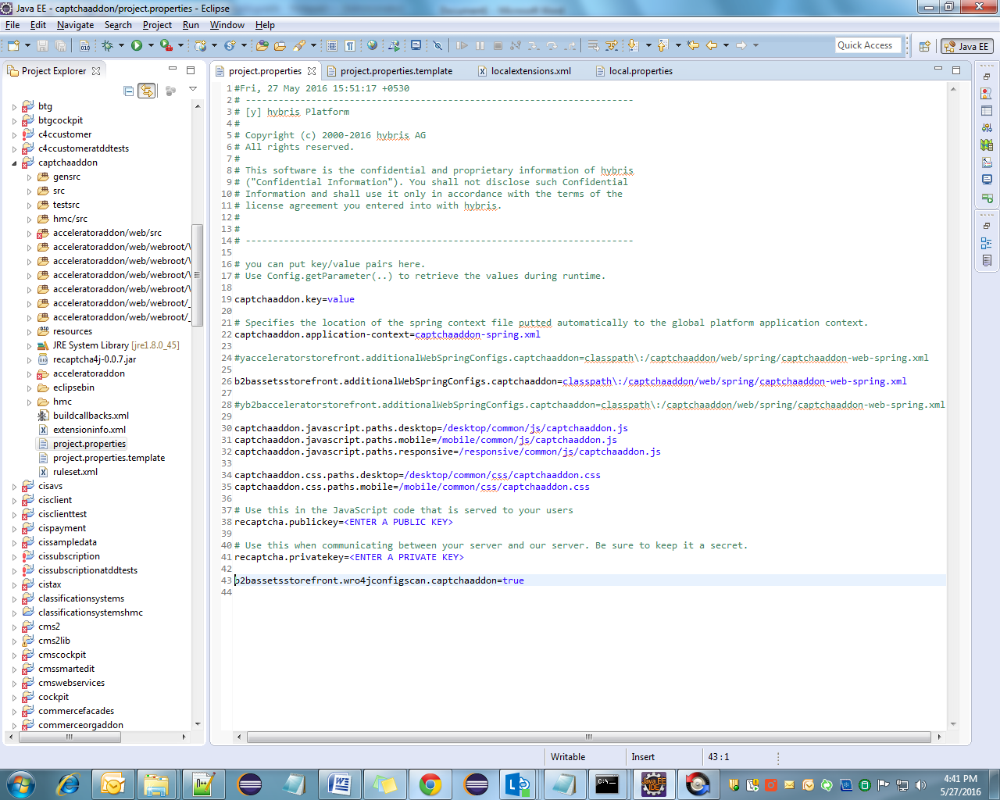 Java EE - captchaaddon/project.properties - Eclipse
File Edit Navigate Search Project Run Window Help
Quick Access
Java EE
Project Explorer
project.properties
project.properties.template
localextensions.xml
local.properties
btg
btgcockpit
c4ccustomer
c4ccustomeratddtests
captchaaddon
gensrc
src
testsrc
hmc/src
acceleratoraddon/web/src
acceleratoraddon/web/webroot/\
acceleratoraddon/web/webroot/\
acceleratoraddon/web/webroot/\
acceleratoraddon/web/webroot/\
acceleratoraddon/web/webroot/_
acceleratoraddon/web/webroot/_
resources
JRE System Library [jre1.8.0_45]
recaptcha4j-0.0.7.jar
acceleratoraddon
eclipsebin
hmc
buildcallbacks.xml
extensioninfo.xml
project.properties
project.properties.template
ruleset.xml
cisavs
cisclient
cisclienttest
cispayment
cissampledata
cissubscription
cissubscriptionatddtests
cistax
classificationsystems
classificationsystemshmc
cms2
cms2lib
cmscockpit
cmssmartedit
cmswebservices
cockpit
commercefacades
commerceorgaddon
1 #Fri, 27 May 2016 15:51:17 +0530
2 # -----------------------------------------------------------------------
3 # [y] hybris Platform
4 #
5 # Copyright (c) 2000-2016 hybris AG
6 # All rights reserved.
7 #
8 # This software is the confidential and proprietary information of hybris
9 # ("Confidential Information"). You shall not disclose such Confidential
10 # Information and shall use it only in accordance with the terms of the
11 # license agreement you entered into with hybris.
12 #
13 #
14 # -----------------------------------------------------------------------
15
16 # you can put key/value pairs here.
17 # Use Config.getParameter(..) to retrieve the values during runtime.
18
19 captchaaddon.key=value
20
21 # Specifies the location of the spring context file putted automatically to the global platform application context.
22 captchaaddon.application-context=captchaaddon-spring.xml
23
24 #yacceleratorstorefront.additionalWebSpringConfigs.captchaaddon=classpath\:/captchaaddon/web/spring/captchaaddon-web-spring.xml
25
26 b2bassetsstorefront.additionalWebSpringConfigs.captchaaddon=classpath\:/captchaaddon/web/spring/captchaaddon-web-spring.xml
27
28 #yb2bacceleratorstorefront.additionalWebSpringConfigs.captchaaddon=classpath\:/captchaaddon/web/spring/captchaaddon-web-spring.xml
29
30 captchaaddon.javascript.paths.desktop=/desktop/common/js/captchaaddon.js
31 captchaaddon.javascript.paths.mobile=/mobile/common/js/captchaaddon.js
32 captchaaddon.javascript.paths.responsive=/responsive/common/js/captchaaddon.js
33
34 captchaaddon.css.paths.desktop=/desktop/common/css/captchaaddon.css
35 captchaaddon.css.paths.mobile=/mobile/common/css/captchaaddon.css
36
37 # Use this in the JavaScript code that is served to your users
38 recaptcha.publickey=<ENTER A PUBLIC KEY>
39
40 # Use this when communicating between your server and our server. Be sure to keep it a secret.
41 recaptcha.privatekey=<ENTER A PRIVATE KEY>
42
43 b2bassetsstorefront.wro4jconfigscan.captchaaddon=true
44
Writable
Insert
43 : 1
4:41 PM
5/27/2016